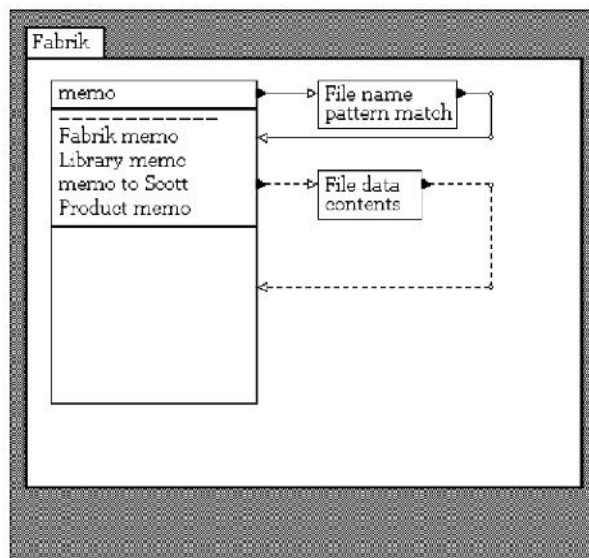 Fabrik
memo
File name
pattern match
Fabrik memo
Library memo
memo to Scott
Product memo
File data
contents